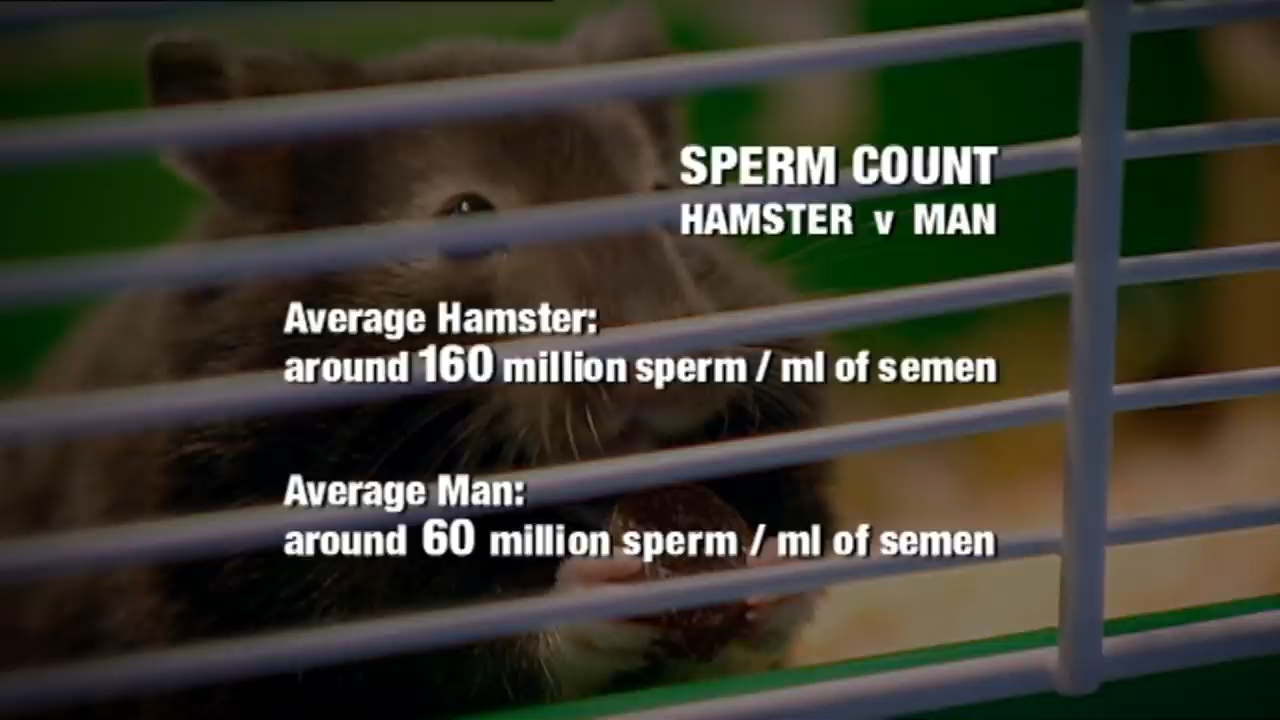 SPERM COUNT
HAMSTER v MAN
Average Hamster:
around 160 million sperm / ml of semen
Average Man:
around 60 million sperm / ml of semen